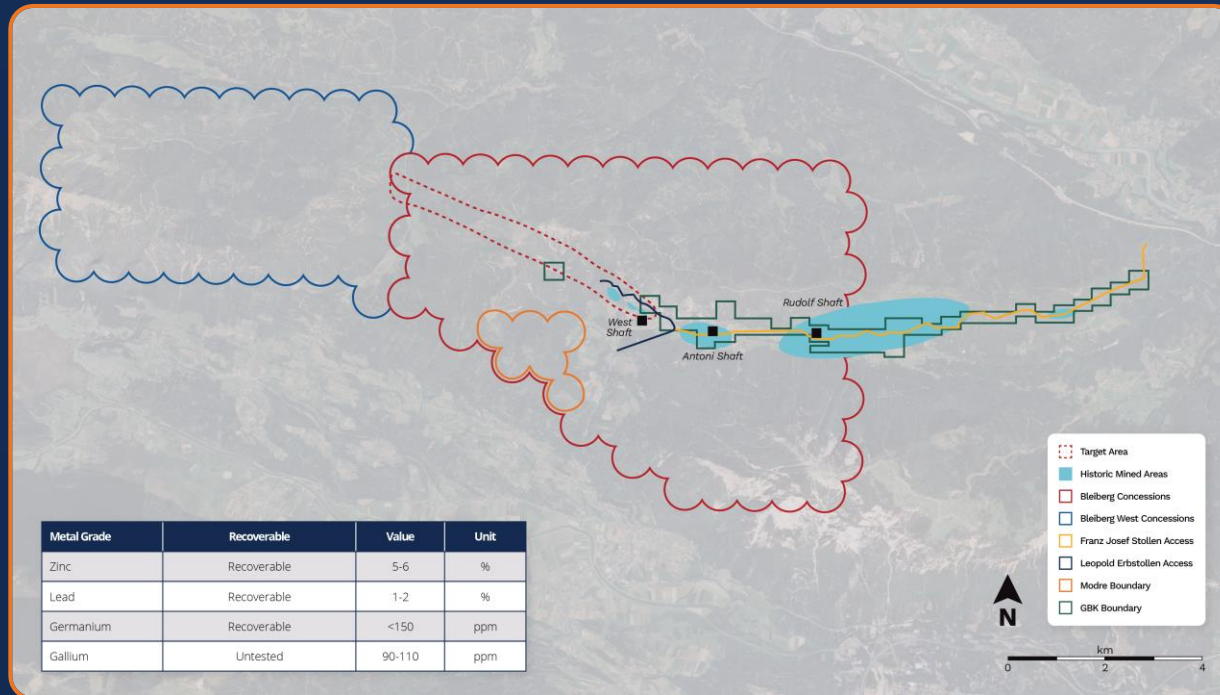 Rudolf Shaft
West
Shaft
Antoni Shaft
Metal Grade Recoverable Value Unit
Zinc Recoverable 5-6 %
Lead Recoverable 1-2 %
Germanium Recoverable <150 ppm
Gallium Untested 90-110 ppm
Target Area
Historic Mined Areas
Bleiberg Concessions
Bleiberg West Concessions
Franz Josef Stollen Access
Leopold Erbstollen Access
Modre Boundary
GBK Boundary
N
km
0 2 4